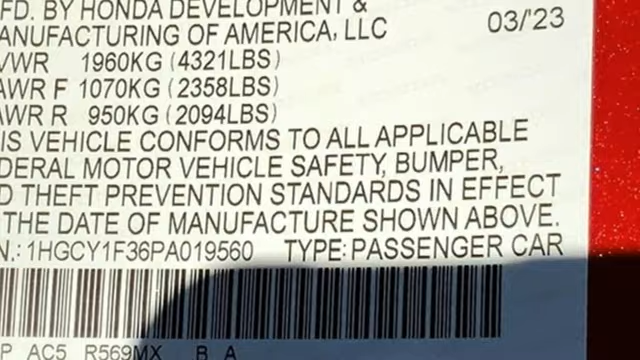 FD. BY HONDA DEVELOPMENT &
ANUFACTURING OF AMERICA, LLC 03/'23
VWR 1960KG (4321LBS)
AWR F 1070KG (2358LBS)
AWR R 950KG (2094LBS)
IS VEHICLE CONFORMS TO ALL APPLICABLE
DERAL MOTOR VEHICLE SAFETY, BUMPER,
D THEFT PREVENTION STANDARDS IN EFFECT
THE DATE OF MANUFACTURE SHOWN ABOVE.
N.: 1HGCY1F36PA019560 TYPE: PASSENGER CAR
P AC5 R569MX B A